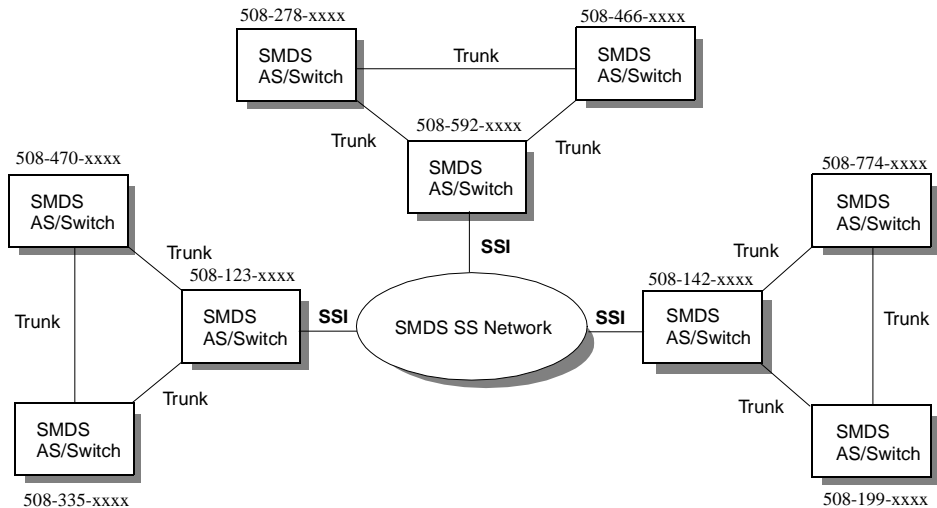 508-278-xxxx
508-466-xxxx
SMDS
AS/Switch
Trunk
SMDS
AS/Switch
Trunk
508-592-xxxx
Trunk
SMDS
AS/Switch
508-470-xxxx
508-774-xxxx
SMDS
AS/Switch
SMDS
AS/Switch
SSI
Trunk
Trunk
508-123-xxxx
508-142-xxxx
Trunk
SMDS
AS/Switch
SSI
SMDS SS Network
SSI
SMDS
AS/Switch
Trunk
Trunk
Trunk
SMDS
AS/Switch
SMDS
AS/Switch
508-335-xxxx
508-199-xxxx